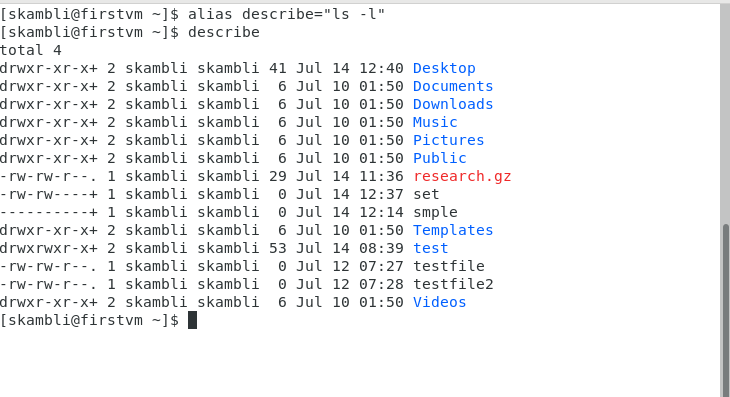 [skambli@firstvm ~]$ alias describe="ls -l"
[skambli@firstvm ~]$ describe
total 4
drwxr-xr-x+ 2 skambli skambli 41 Jul 14 12:40 Desktop
drwxr-xr-x+ 2 skambli skambli  6 Jul 10 01:50 Documents
drwxr-xr-x+ 2 skambli skambli  6 Jul 10 01:50 Downloads
drwxr-xr-x+ 2 skambli skambli  6 Jul 10 01:50 Music
drwxr-xr-x+ 2 skambli skambli  6 Jul 10 01:50 Pictures
drwxr-xr-x+ 2 skambli skambli  6 Jul 10 01:50 Public
-rw-rw-r--. 1 skambli skambli 29 Jul 14 11:36 research.gz
-rw-rw----+ 1 skambli skambli  0 Jul 14 12:37 set
----------+ 1 skambli skambli  0 Jul 14 12:14 smple
drwxr-xr-x+ 2 skambli skambli  6 Jul 10 01:50 Templates
drwxrwxr-x+ 2 skambli skambli 53 Jul 14 08:39 test
-rw-rw-r--. 1 skambli skambli  0 Jul 12 07:27 testfile
-rw-rw-r--. 1 skambli skambli  0 Jul 12 07:28 testfile2
drwxr-xr-x+ 2 skambli skambli  6 Jul 10 01:50 Videos
[skambli@firstvm ~]$